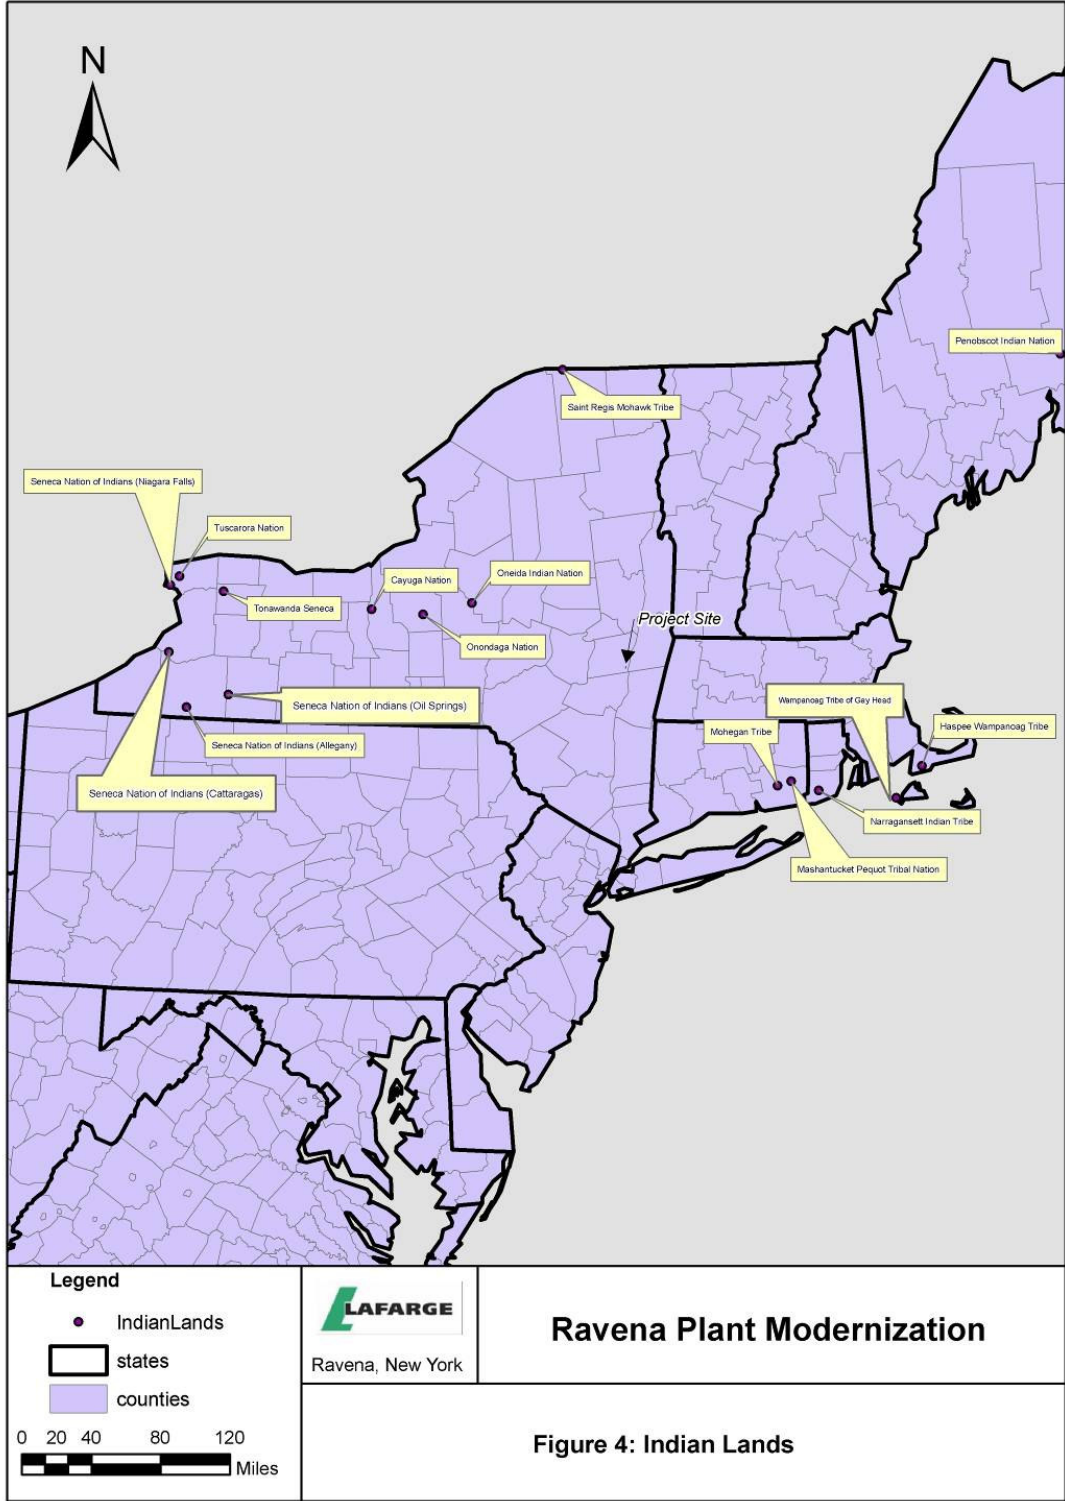 N
Penobscot Indian Nation
Saint Regis Mohawk Tribe
Seneca Nation of Indians (Niagara Falls)
Tuscarora Nation
Cayuga Nation
Oneida Indian Nation
Tonawanda Seneca
Project Site
Onondaga Nation
Seneca Nation of Indians (Oil Springs)
Wampanoag Tribe of Gay Head
Haspee Wampanoag Tribe
Mohegan Tribe
Seneca Nation of Indians (Allegany)
Seneca Nation of Indians (Cattaragas)
Narragansett Indian Tribe
Mashantucket Pequot Tribal Nation
Legend
IndianLands
states
counties
0 20 40 80 120
Miles
LAFARGE
Ravena, New York
Ravena Plant Modernization
Figure 4: Indian Lands